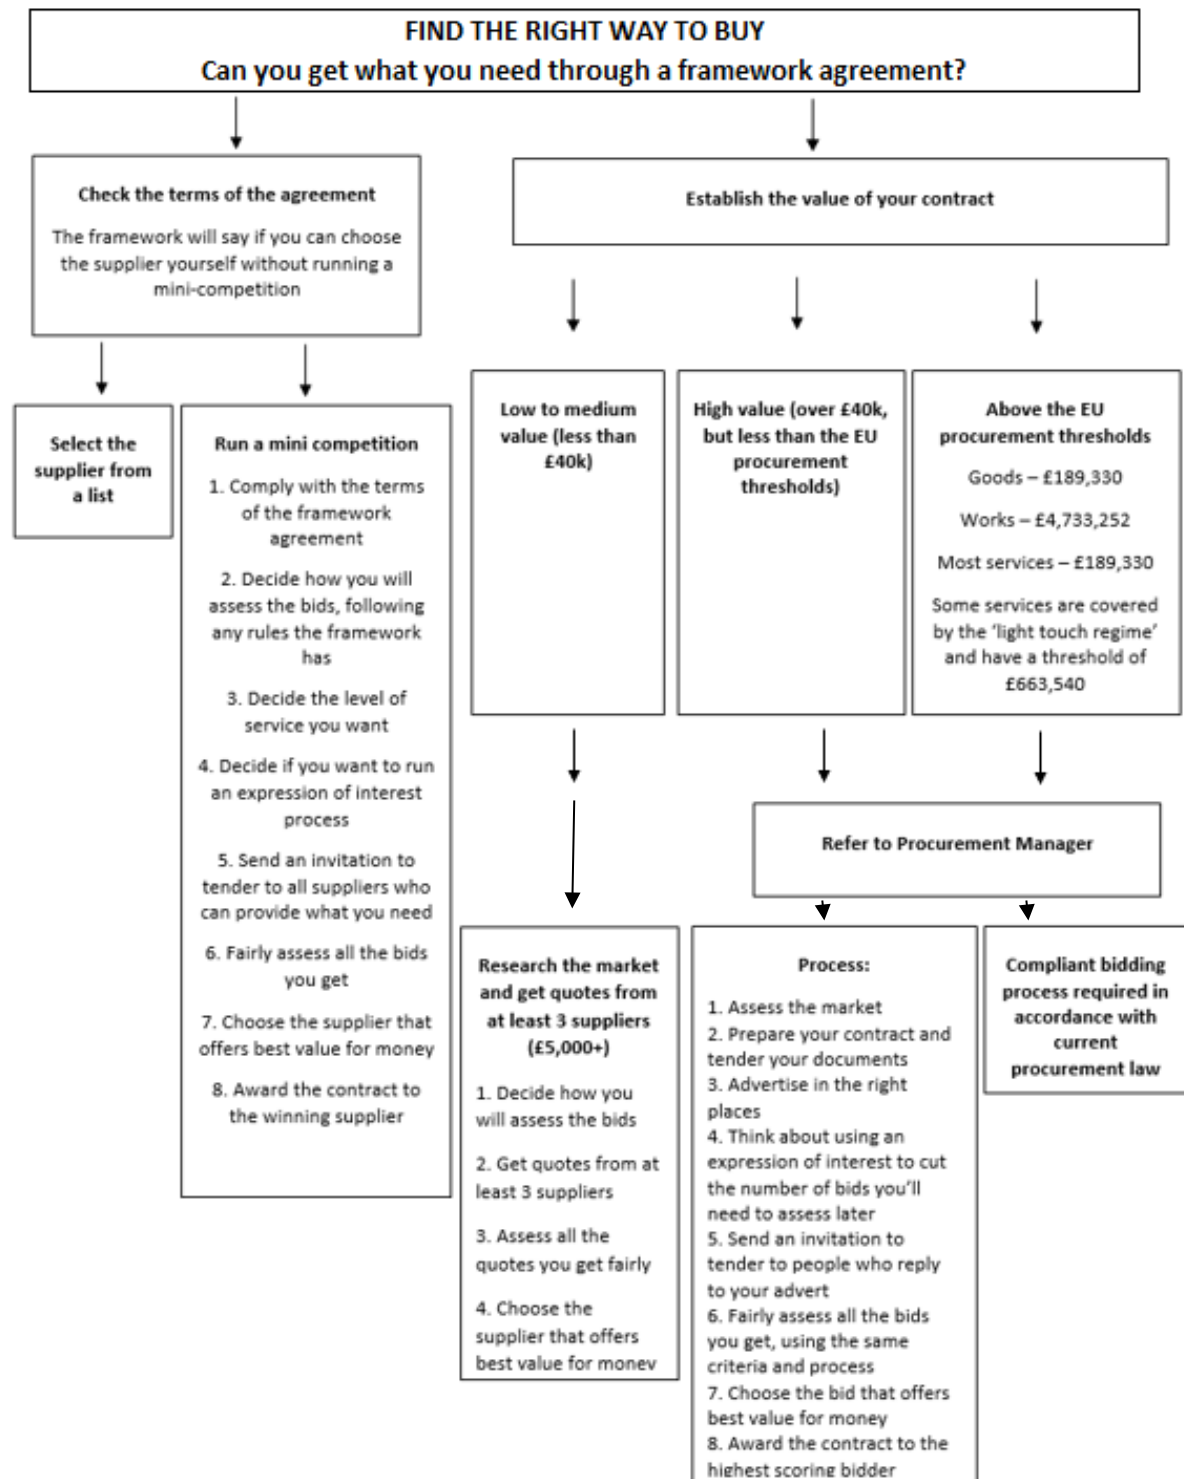 FIND THE RIGHT WAY TO BUY
Can you get what you need through a framework agreement?
Check the terms of the agreement
The framework will say if you can choose
the supplier yourself without running a
mini-competition
Establish the value of your contract
Select the
supplier from
a list
Run a mini competition
1. Comply with the terms
of the framework
agreement
2. Decide how you will
assess the bids, following
any rules the framework
has
3. Decide the level of
service you want
4. Decide if you want to run
an expression of interest
process
5. Send an invitation to
tender to all suppliers who
can provide what you need
6. Fairly assess all the bids
you get
7. Choose the supplier that
offers best value for money
8. Award the contract to
the winning supplier
Low to medium
value (less than
£40k)
High value (over £40k,
but less than the EU
procurement
thresholds)
Above the EU
procurement thresholds
Goods – £189,330
Works – £4,733,252
Most services – £189,330
Some services are covered
by the ‘light touch regime’
and have a threshold of
£663,540
Refer to Procurement Manager
Research the market
and get quotes from
at least 3 suppliers
(£5,000+)
1. Decide how you
will assess the bids
2. Get quotes from at
least 3 suppliers
3. Assess all the
quotes you get fairly
4. Choose the
supplier that offers
best value for money
Process:
1. Assess the market
2. Prepare your contract and
tender your documents
3. Advertise in the right
places
4. Think about using an
expression of interest to cut
the number of bids you’ll
need to assess later
5. Send an invitation to
tender to people who reply
to your advert
6. Fairly assess all the bids
you get, using the same
criteria and process
7. Choose the bid that offers
best value for money
8. Award the contract to the
highest scoring bidder
Compliant bidding
process required in
accordance with
current
procurement law